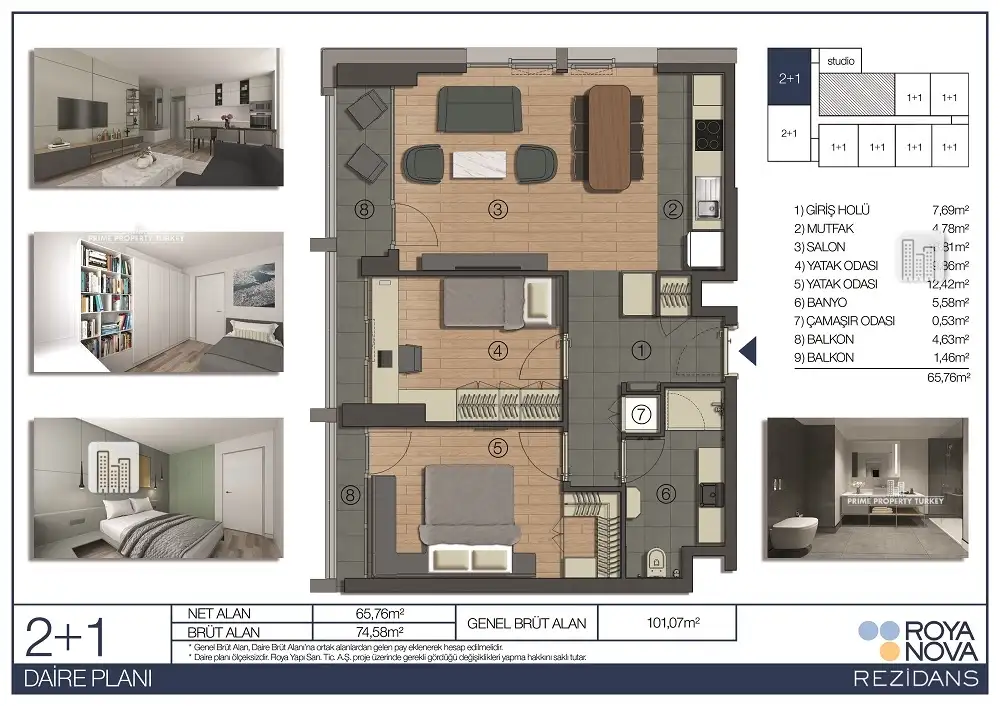 PRIME PROPERTY TURKEY
PRIME PROPERTY TURKEY
8
3
2
4
1
7
5
8
6
2+1
studio
1+1
1+1
2+1
1+1
1+1
1+1
1+1
1) GİRİŞ HOLÜ 7,69m²
2) MUTFAK 4,78m²
3) SALON
4) YATAK ODASI
5) YATAK ODASI 12,42m²
6) BANYO 5,58m²
7) ÇAMAŞIR ODASI 0,53m²
8) BALKON 4,63m²
9) BALKON 1,46m²
65,76m²
2+1
DAİRE PLANI
NET ALAN 65,76m²
BRÜT ALAN 74,58m²
GENEL BRÜT ALAN 101,07m²
* Genel Brüt Alan, Daire Brüt Alanı'na ortak alanlardan gelen pay eklenerek hesap edilmelidir.
* Daire planı ölçeksizdir. Roya Yapı San. Tic. A.Ş. proje üzerinde gerekli gördüğü değişiklikleri yapma hakkını saklı tutar.
ROYA
NOVA
REZİDANS